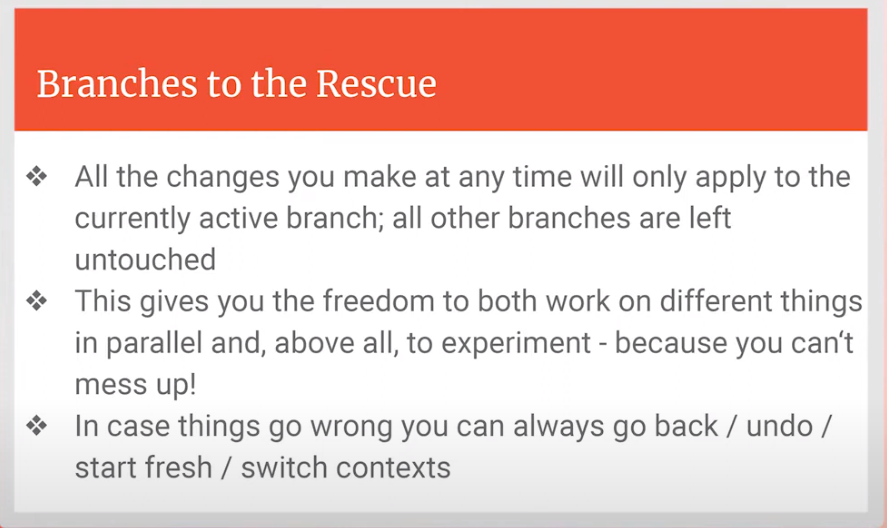 Branches to the Rescue
❖ All the changes you make at any time will only apply to the
currently active branch; all other branches are left
untouched
❖ This gives you the freedom to both work on different things
in parallel and, above all, to experiment - because you can‘t
mess up!
❖ In case things go wrong you can always go back / undo /
start fresh / switch contexts